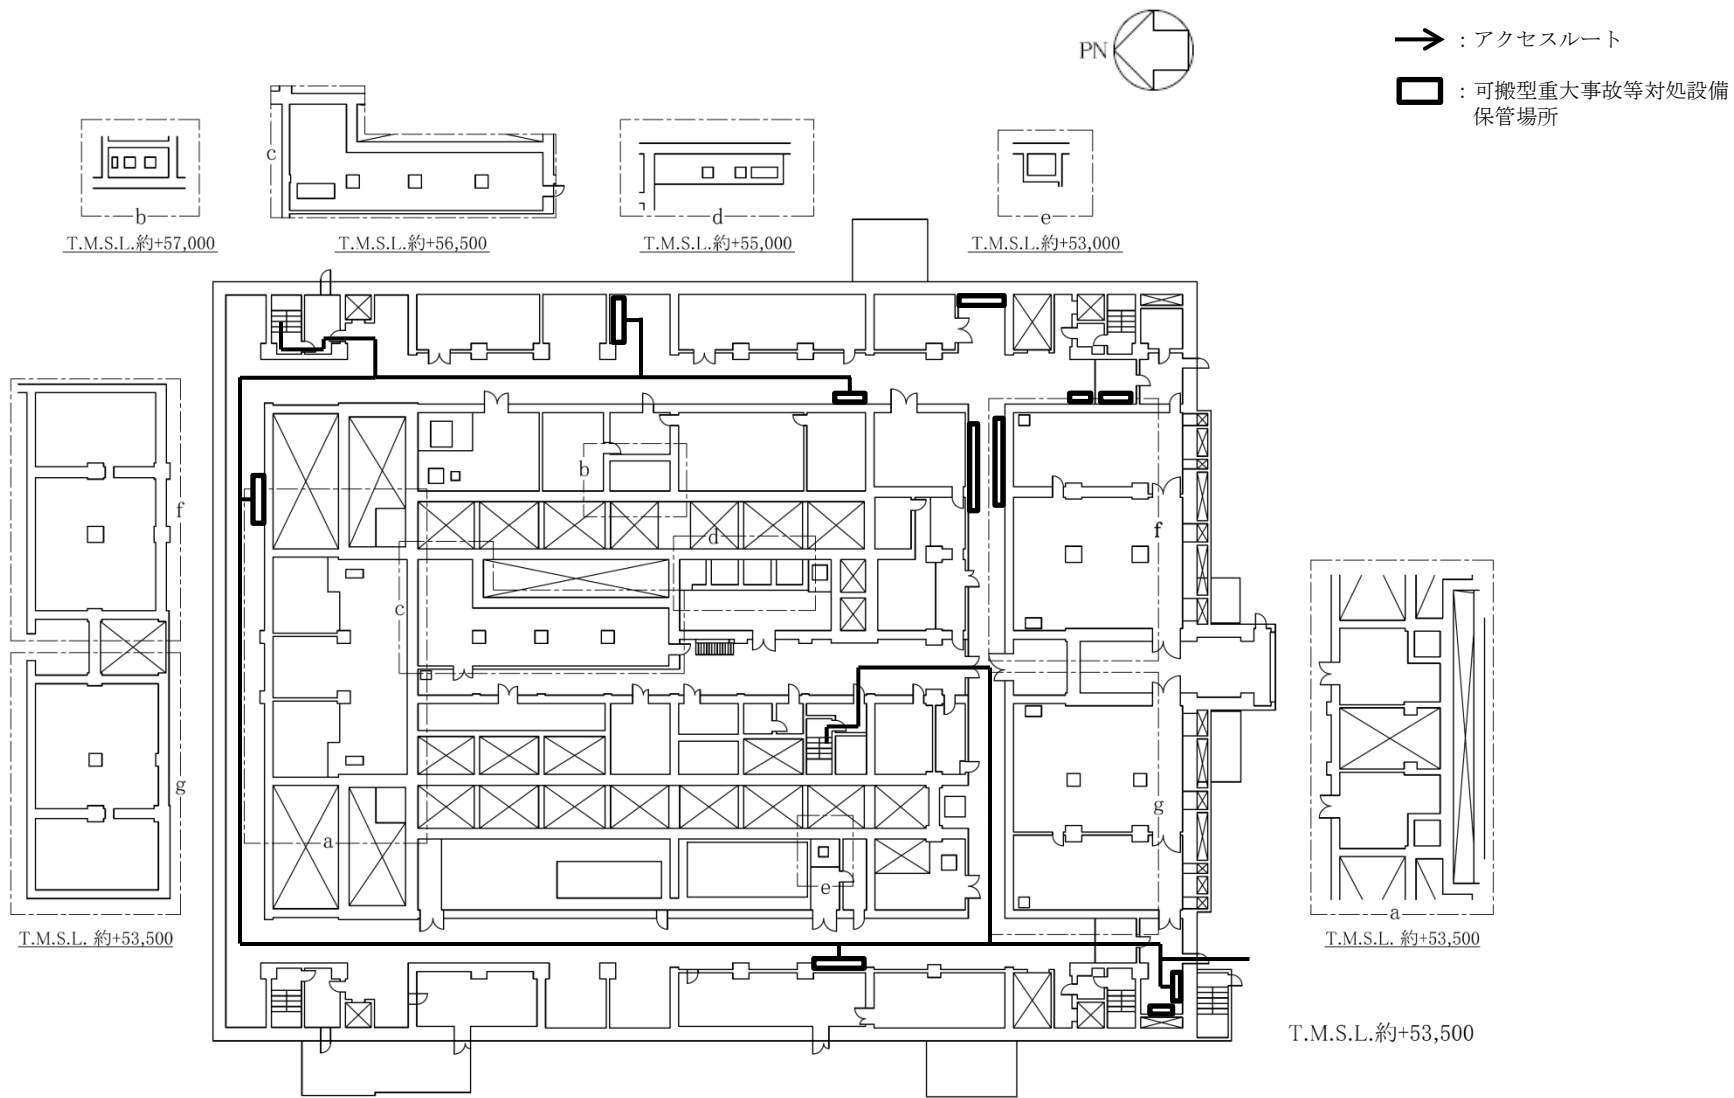 PN
：アクセスルート
：可搬型重大事故等対処設備
保管場所
b
T.M.S.L.約+57,000
c
T.M.S.L.約+56,500
d
T.M.S.L.約+55,000
e
T.M.S.L.約+53,000
f
g
T.M.S.L. 約+53,500
b
d
c
a
e
f
g
a
T.M.S.L. 約+53,500
T.M.S.L.約+53,500